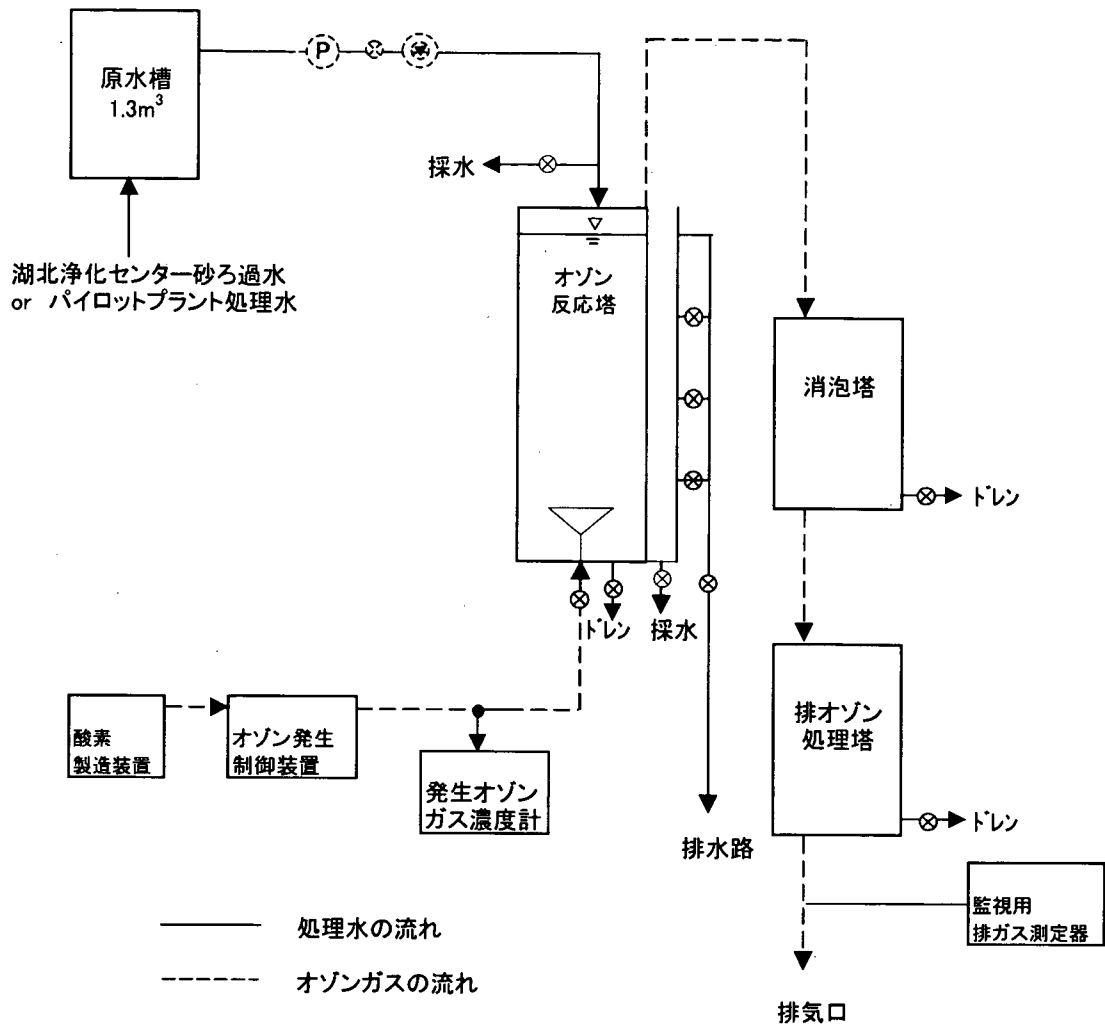 原水槽
1.3m³
P
採水
湖北浄化センター砂ろ過水
or パイロットプラント処理水
オゾン
反応塔
消泡塔
ドレン
ドレン
採水
酸素
製造装置
オゾン発生
制御装置
発生オゾン
ガス濃度計
排オゾン
処理塔
ドレン
排水路
監視用
排ガス測定器
処理水の流れ
オゾンガスの流れ
排気口